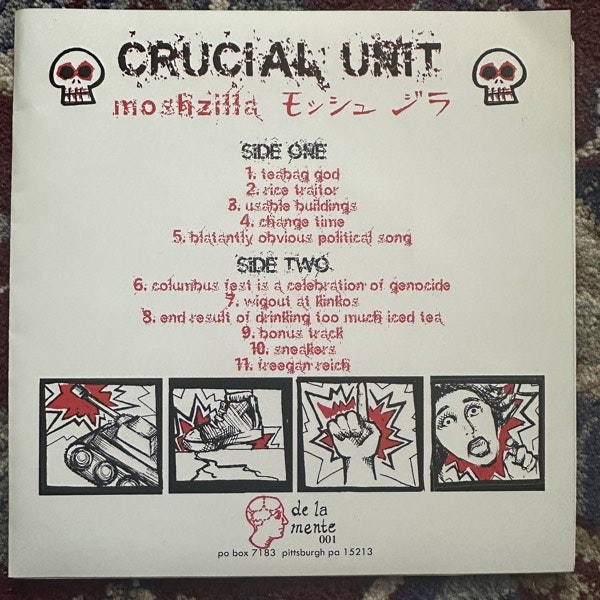 CRUCIAL UNIT
moshzilla モッシュ ジラ
SIDE ONE
1. teabag god
2. rice traitor
3. usable buildings
4. change time
5. blatantly obvious political song
SIDE TWO
6. columbus fest is a celebration of genocide
7. wigout at kinkos
8. end result of drinking too much iced tea
9. bonus track
10. sneakers
11. freegan reich
de la
mente
001
po box 7183 pittsburgh pa 15213